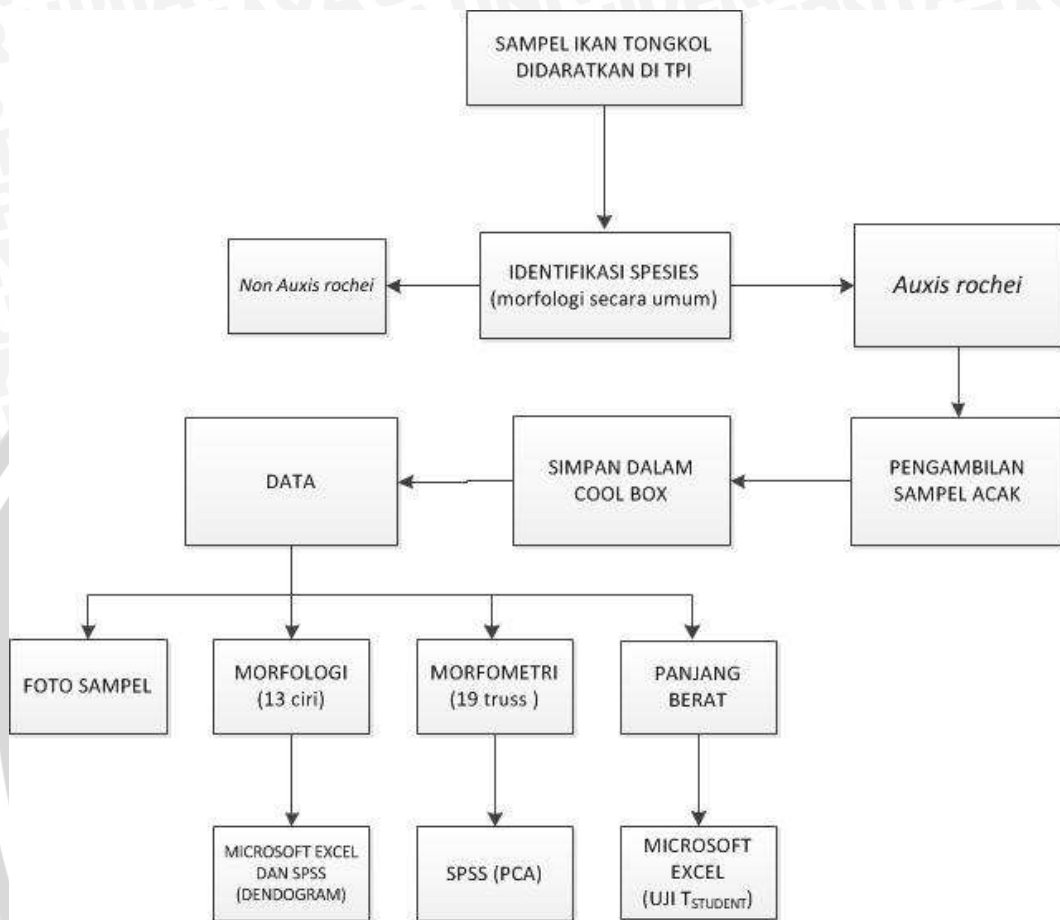 SAMPEL IKAN TONGKOL
DIDARATKAN DI TPI
Non Auxis rochei
IDENTIFIKASI SPESIES
(morfologi secara umum)
Auxis rochei
DATA
SIMPAN DALAM
COOL BOX
PENGAMBILAN
SAMPEL ACAK
FOTO SAMPEL
MORFOLOGI
(13 ciri)
MORFOMETRI
(19 truss )
PANJANG
BERAT
MICROSOFT EXCEL
DAN SPSS
(DENDOGRAM)
SPSS (PCA)
MICROSOFT
EXCEL
(UJI TSTUDENT)